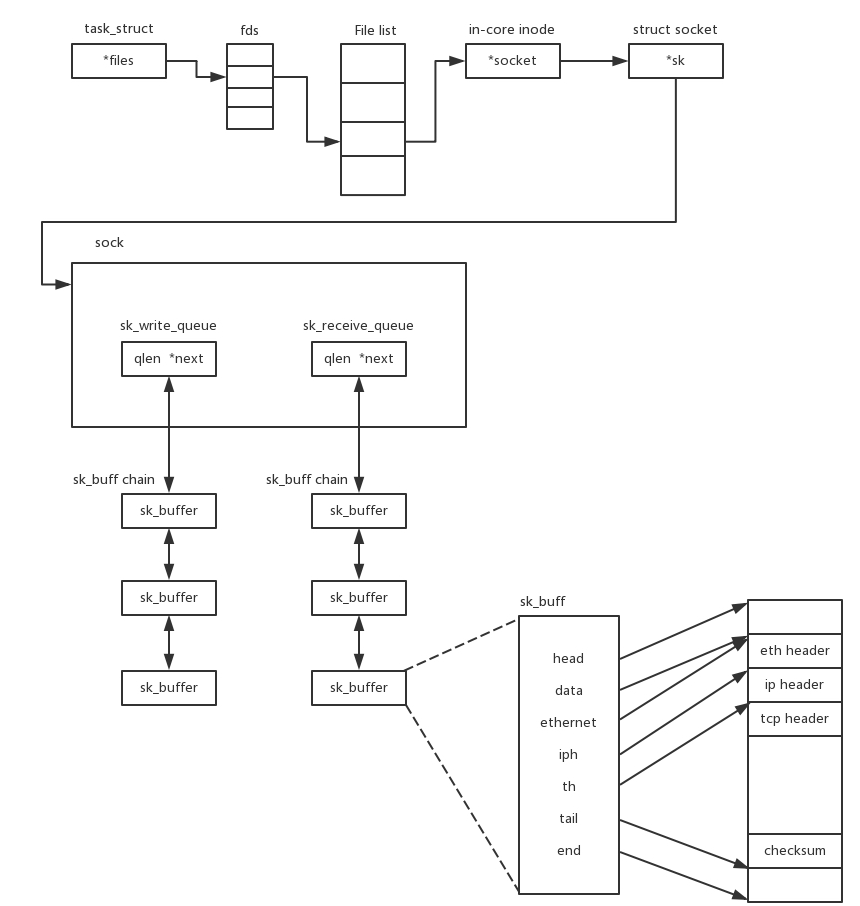 task_struct
fds
File list
in-core inode
struct socket
*files
*socket
*sk
sock
sk_write_queue
sk_receive_queue
qlen *next
qlen *next
sk_buff chain
sk_buff chain
sk_buffer
sk_buffer
sk_buffer
sk_buffer
sk_buffer
sk_buffer
sk_buff
head
data
ethernet
iph
th
tail
end
eth header
ip header
tcp header
checksum